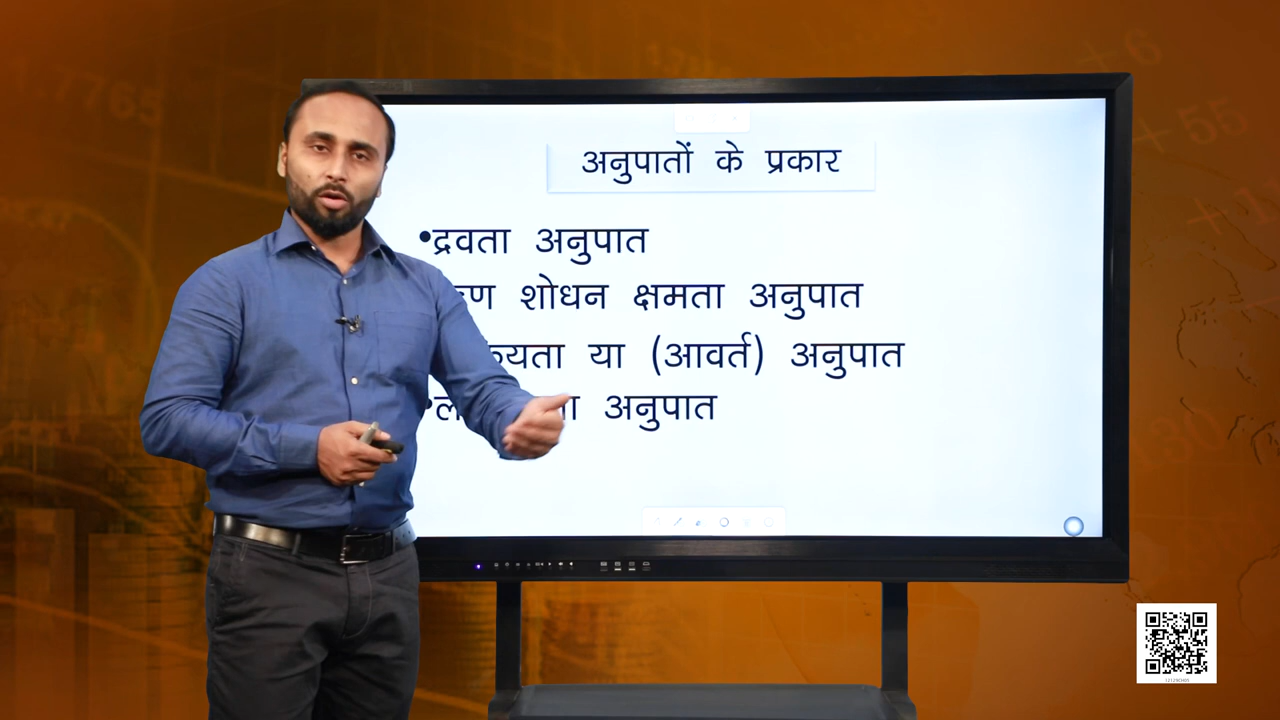 अनुपातों के प्रकार
•द्रवता अनुपात
शोधन क्षमता अनुपात
या (आवर्त) अनुपात
अनुपात